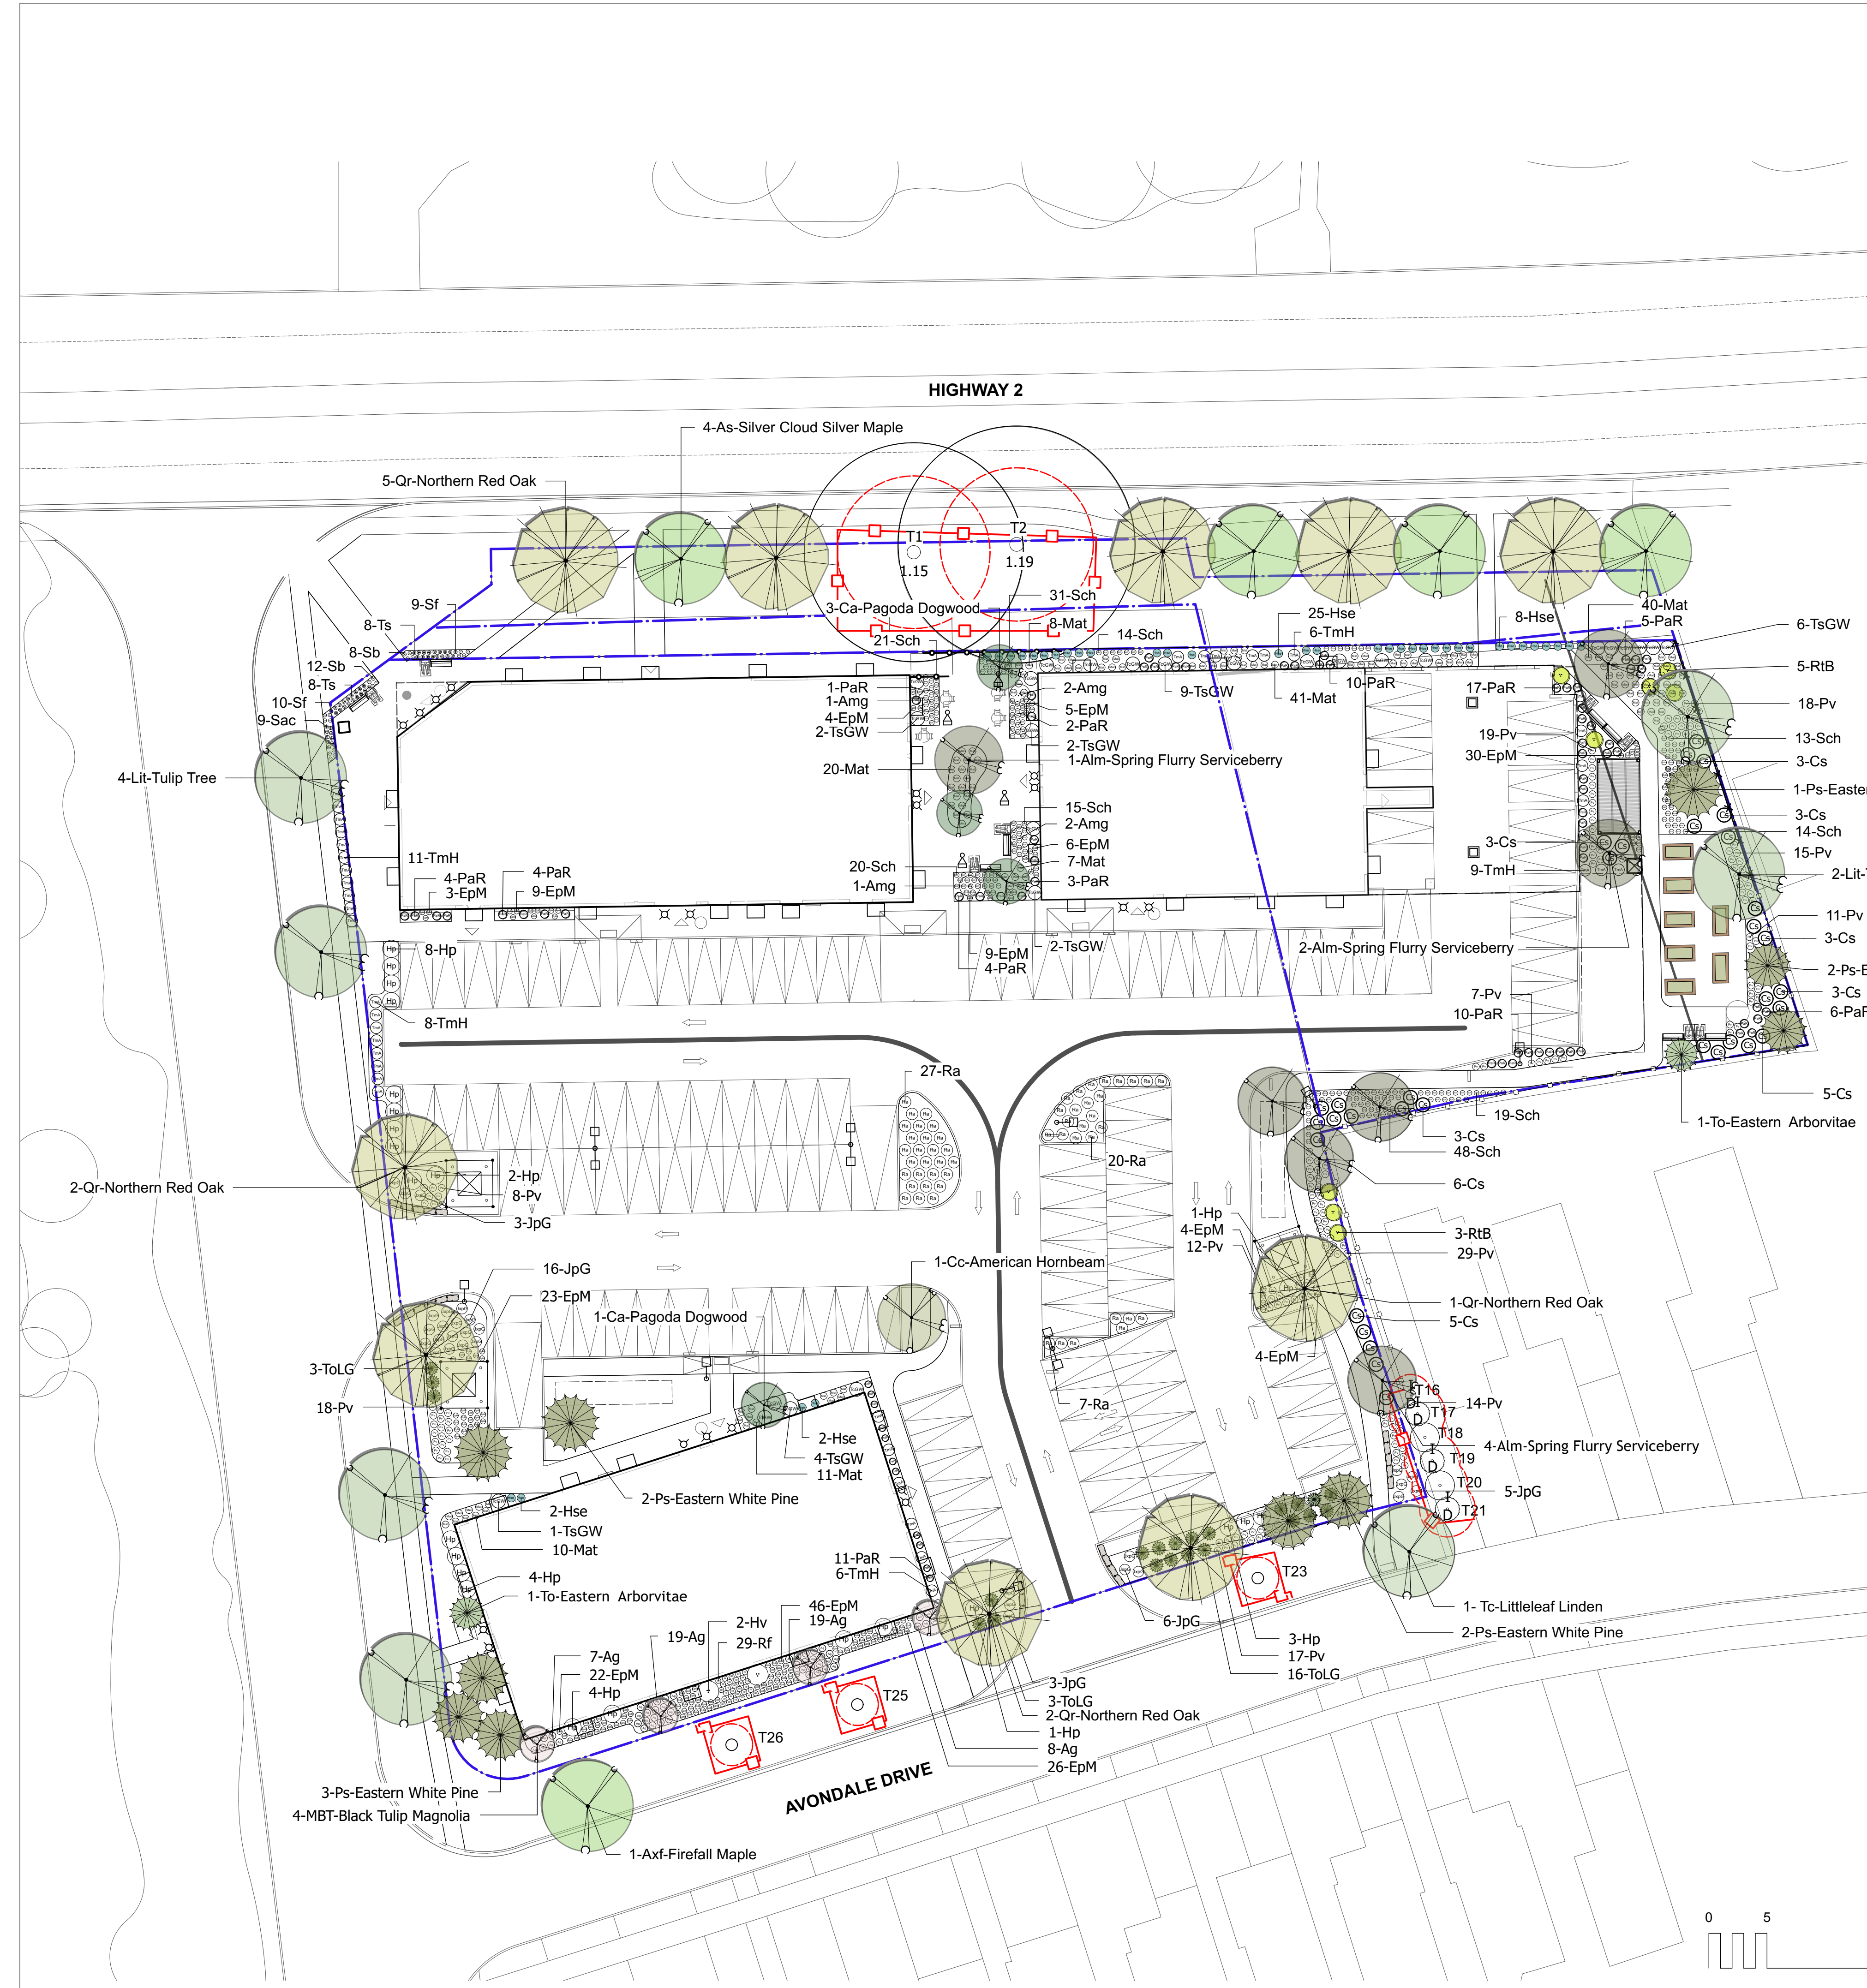 HIGHWAY 2
4-As-Silver Cloud Silver Maple
5-Qr-Northern Red Oak
T1
T2
1.15
1.19
3-Ca-Pagoda Dogwood
31-Sch
9-Sf
8-Ts
8-Mat
14-Sch
25-Hse
6-TmH
8-Hse
40-Mat
5-PaR
6-TsGW
21-Sch
8-Sb
12-Sb
8-Ts
10-Sf
9-Sac
5-RtB
1-PaR
1-Amg
4-EpM
2-TsGW
2-Amg
5-EpM
2-PaR
2-TsGW
9-TsGW
41-Mat
10-PaR
17-PaR
18-Pv
19-Pv
30-EpM
13-Sch
3-Cs
1-Alm-Spring Flurry Serviceberry
20-Mat
4-Lit-Tulip Tree
1-Ps-Easter
15-Sch
2-Amg
6-EpM
7-Mat
3-PaR
3-Cs
14-Sch
15-Pv
3-Cs
9-TmH
2-Lit-
11-TmH
4-PaR
3-EpM
4-PaR
9-EpM
20-Sch
1-Amg
11-Pv
3-Cs
8-Hp
9-EpM
4-PaR
2-TsGW
2-Alm-Spring Flurry Serviceberry
2-Ps-E
3-Cs
6-PaR
7-Pv
10-PaR
8-TmH
27-Ra
5-Cs
19-Sch
1-To-Eastern Arborvitae
3-Cs
48-Sch
20-Ra
6-Cs
2-Qr-Northern Red Oak
2-Hp
8-Pv
3-JpG
1-Hp
4-EpM
12-Pv
3-RtB
29-Pv
16-JpG
23-EpM
1-Cc-American Hornbeam
1-Ca-Pagoda Dogwood
1-Qr-Northern Red Oak
5-Cs
4-EpM
3-ToLG
18-Pv
7-Ra
T16
14-Pv
T17
T18
4-Alm-Spring Flurry Serviceberry
T19
T20
5-JpG
T21
2-Hse
4-TsGW
11-Mat
2-Ps-Eastern White Pine
2-Hse
1-TsGW
10-Mat
11-PaR
6-TmH
4-Hp
1-To-Eastern Arborvitae
T23
46-EpM
19-Ag
2-Hv
29-Rf
19-Ag
7-Ag
22-EpM
4-Hp
6-JpG
1- Tc-Littleleaf Linden
2-Ps-Eastern White Pine
3-Hp
17-Pv
16-ToLG
3-JpG
3-ToLG
2-Qr-Northern Red Oak
1-Hp
8-Ag
26-EpM
T25
T26
3-Ps-Eastern White Pine
4-MBT-Black Tulip Magnolia
AVONDALE DRIVE
1-Axf-Firefall Maple
0 5